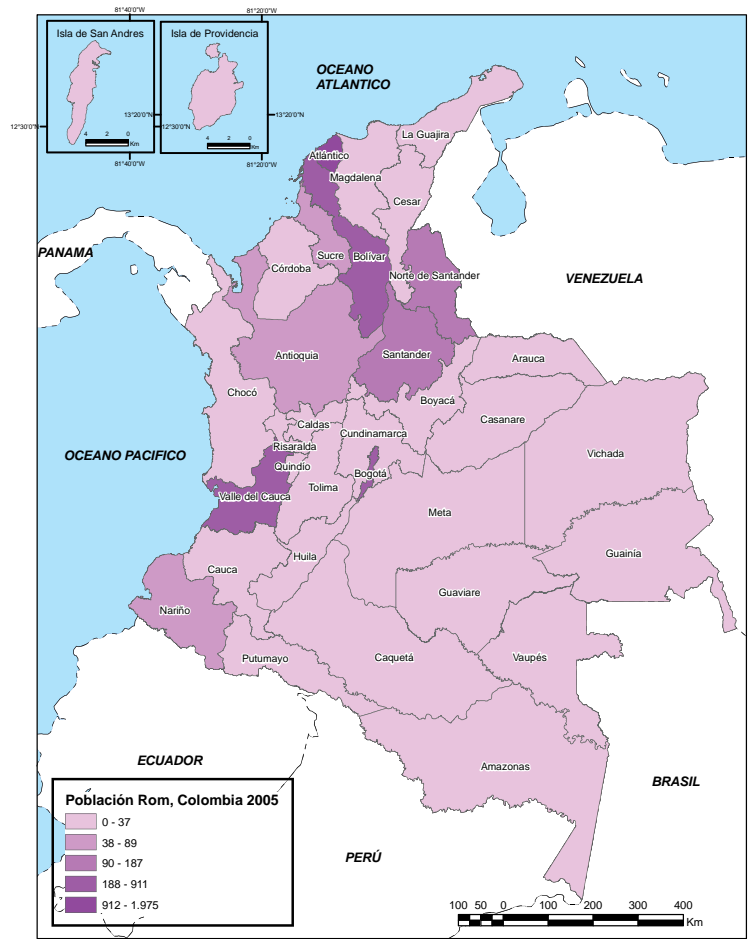 81°40'0"W
81°20'0"W
Isla de San Andres
Isla de Providencia
13°20'0"N
13°20'0"N
12°30'0"N
12°30'0"N
4 2 0
Km
4 2 0
Km
81°40'0"W
81°20'0"W
OCEANO
ATLANTICO
La Guajira
Atlántico
Magdalena
Cesar
PANAMA
Sucre
Bolívar
Córdoba
Norte de Santander
VENEZUELA
Antioquia
Santander
Arauca
Chocó
Boyacá
Casanare
Caldas
Cundinamarca
OCEANO PACIFICO
Risaralda
Quindio
Bogotá
Vichada
Tolima
Valle del Cauca
Meta
Huila
Guainía
Cauca
Guaviare
Nariño
Putumayo
Caquetá
Vaupés
ECUADOR
Amazonas
BRASIL
PERÚ
Población Rom, Colombia 2005
0 - 37
38 - 89
90 - 187
188 - 911
912 - 1.975
100 50 0 100 200 300 400
Km